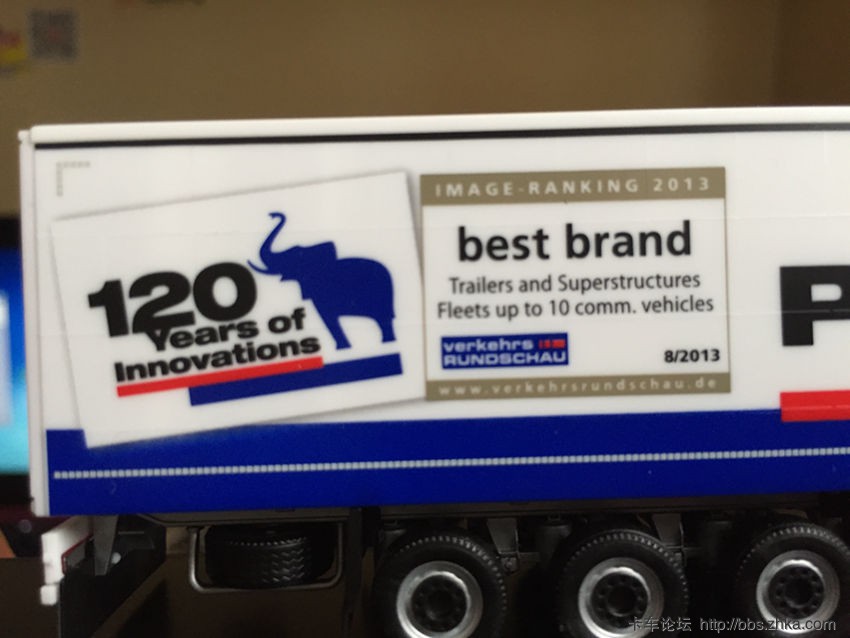 120
Years of
Innovations
IMAGE-RANKING 2013
best brand
Trailers and Superstructures
Fleets up to 10 comm. vehicles
verkehrs
RUNDSCHAU
8/2013
www.verkehrsrundschau.de
P
卡车论坛 http://bbs.zhka.com